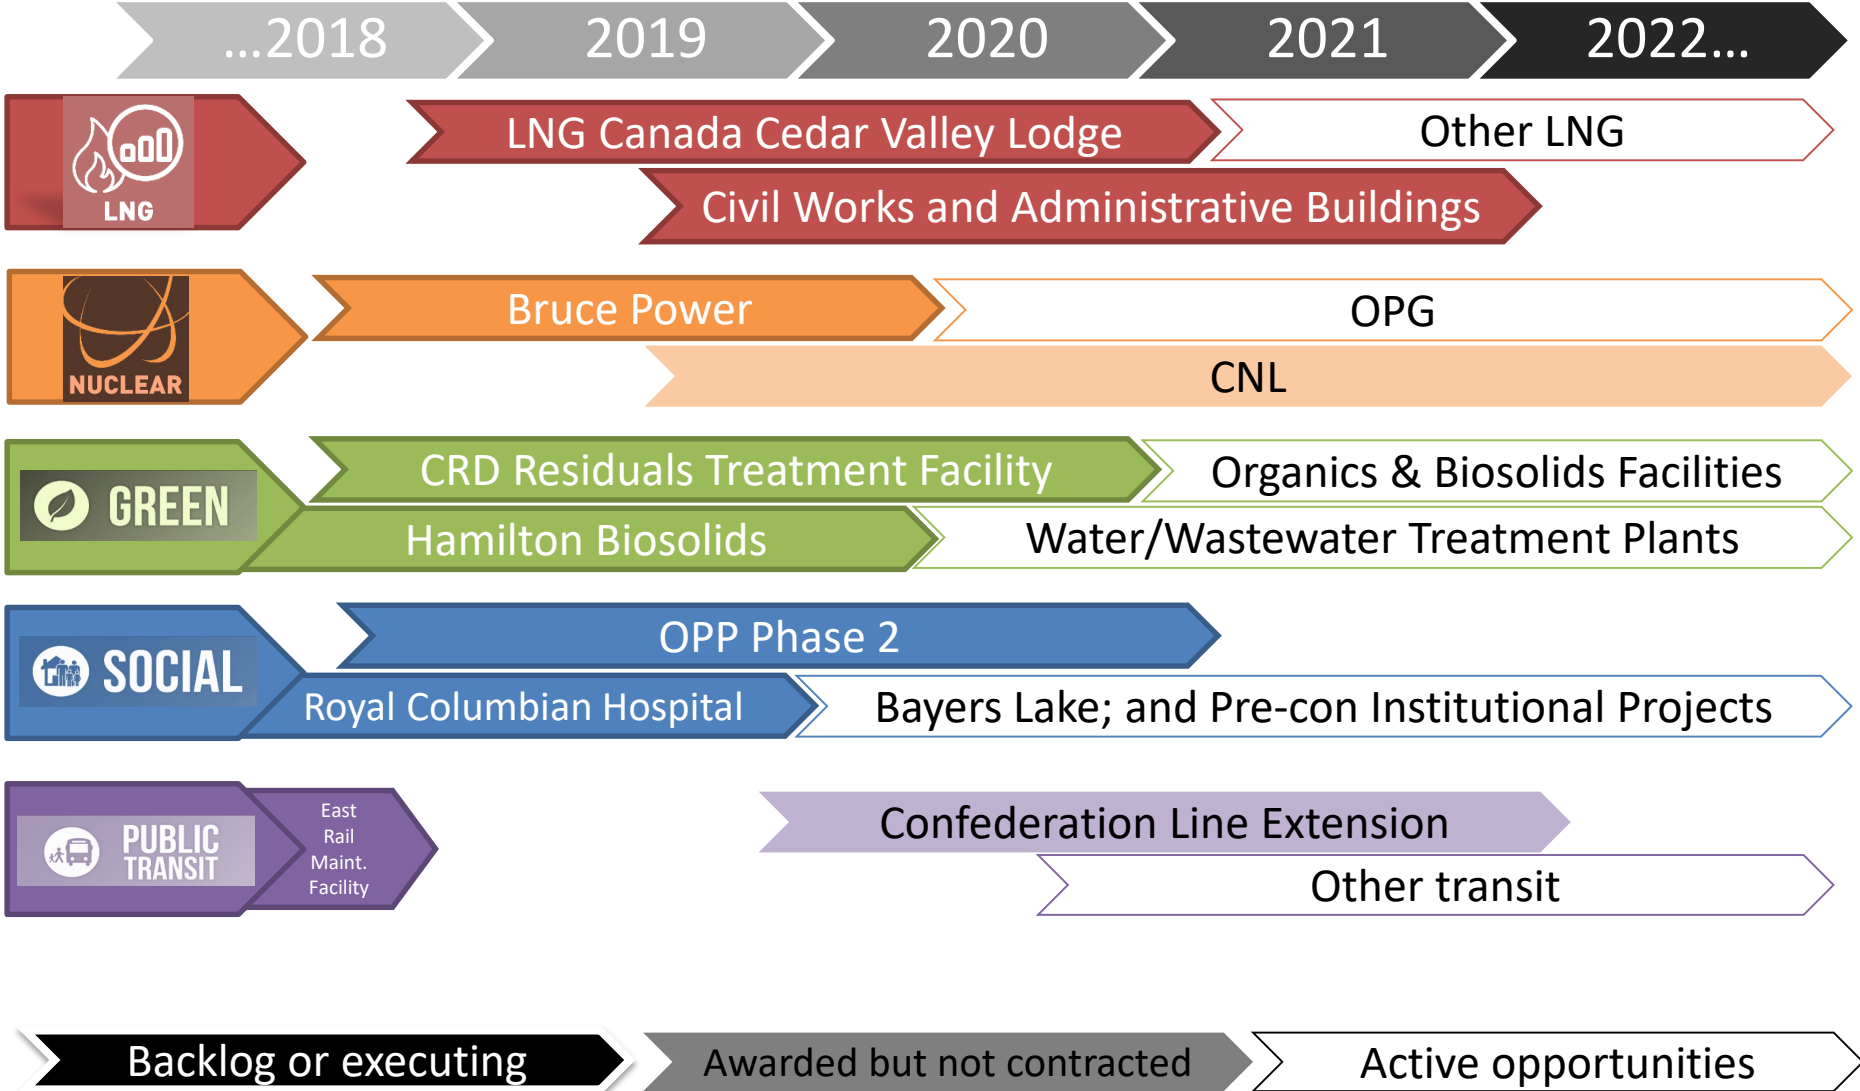 ...2018
2019
2020
2021
2022...
LNG
LNG Canada Cedar Valley Lodge
Other LNG
Civil Works and Administrative Buildings
NUCLEAR
Bruce Power
OPG
CNL
GREEN
CRD Residuals Treatment Facility
Organics & Biosolids Facilities
Hamilton Biosolids
Water/Wastewater Treatment Plants
SOCIAL
OPP Phase 2
Royal Columbian Hospital
Bayers Lake; and Pre-con Institutional Projects
PUBLIC
TRANSIT
East
Rail
Maint.
Facility
Confederation Line Extension
Other transit
Backlog or executing
Awarded but not contracted
Active opportunities